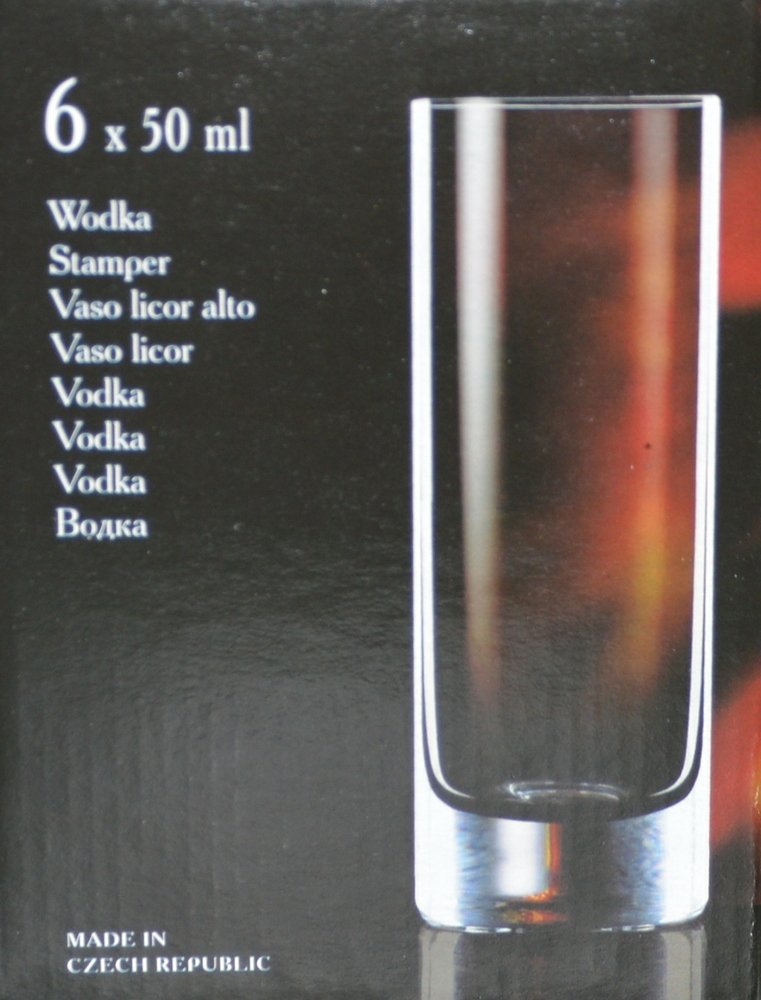 6 x 50 ml
Wodka
Stamper
Vaso licor alto
Vaso licor
Vodka
Vodka
Vodka
Водка
MADE IN
CZECH REPUBLIC